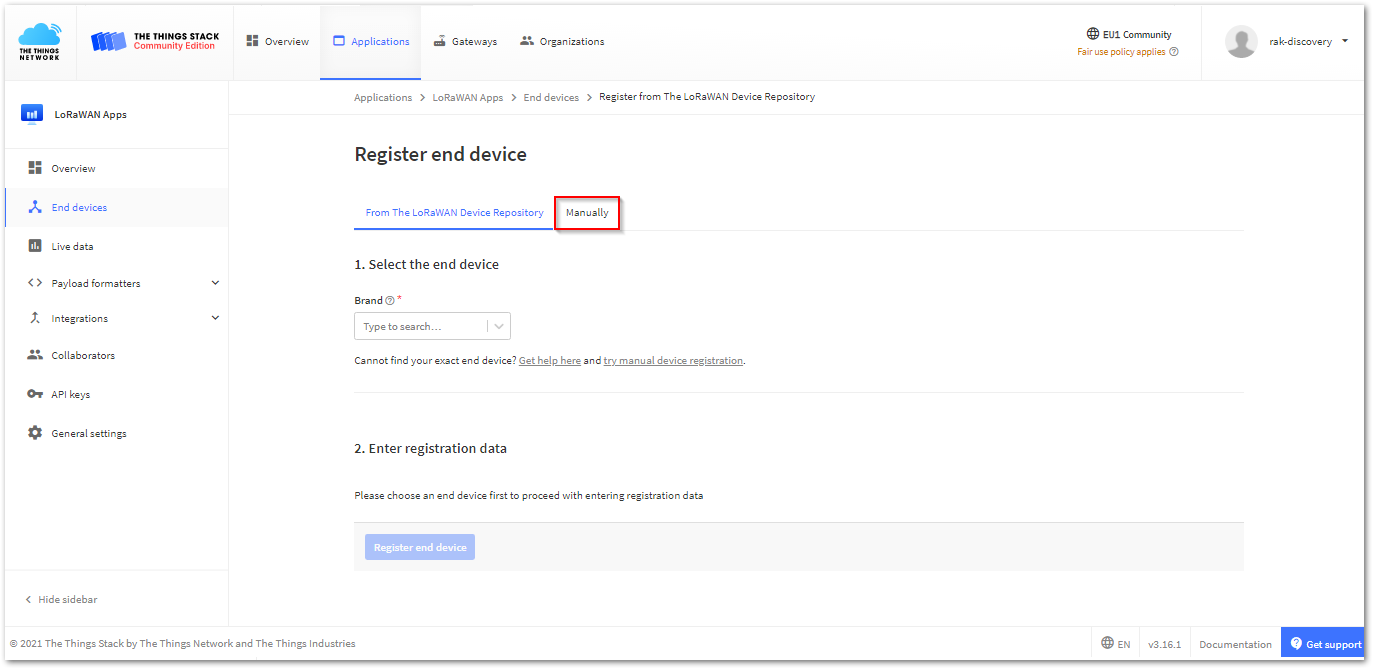 THE THINGS
NETWORK
THE THINGS STACK
Community Edition
Overview
Applications
Gateways
Organizations
EU1 Community
Fair use policy applies
rak-discovery
LoRaWAN Apps
Applications > LoRaWAN Apps > End devices > Register from The LoRaWAN Device Repository
Overview
End devices
Live data
Payload formatters
Integrations
Collaborators
API keys
General settings
Hide sidebar
Register end device
From The LoRaWAN Device Repository
Manually
1. Select the end device
Brand *
Type to search...
Cannot find your exact end device? Get help here and try manual device registration.
2. Enter registration data
Please choose an end device first to proceed with entering registration data
Register end device
© 2021 The Things Stack by The Things Network and The Things Industries
EN
v3.16.1
Documentation
Get support